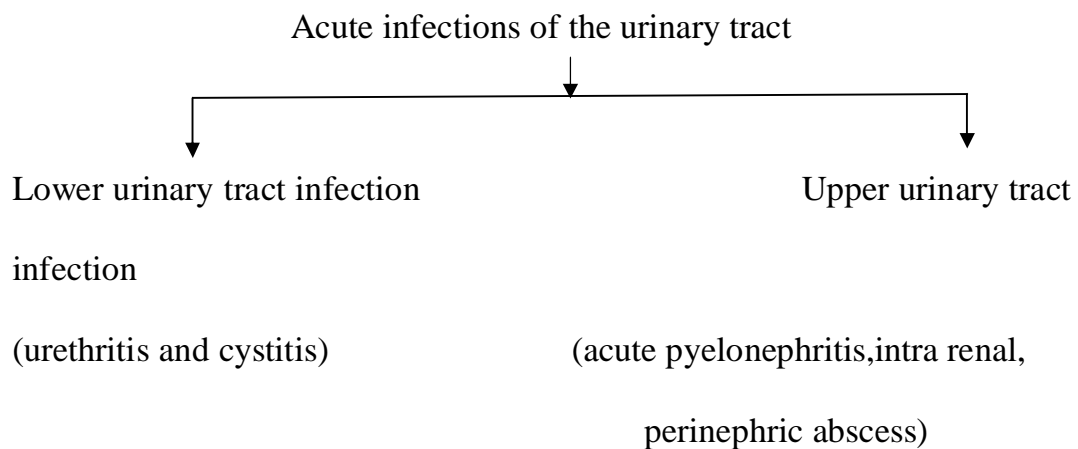 Acute infections of the urinary tract
Lower urinary tract infection Upper urinary tract
infection
(urethritis and cystitis) (acute pyelonephritis,intra renal,
perinephric abscess)